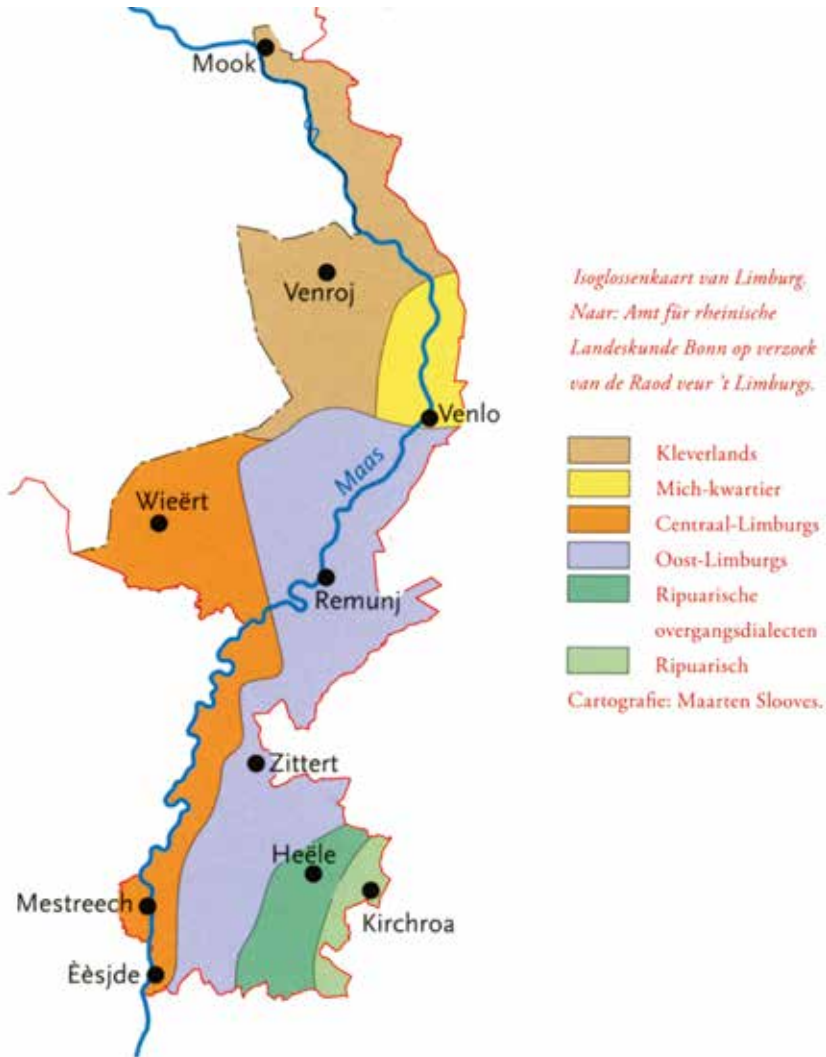 Mook
Venroj
Venlo
Maas
Wieërt
Remunj
Zittert
Heële
Mestreech
Kirchroa
Èèsjde
Isoglossenkaart van Limburg.
Naar: Amt für rheinische
Landeskunde Bonn op verzoek
van de Raod veur 't Limburgs.
Kleverlands
Mich-kwartier
Centraal-Limburgs
Oost-Limburgs
Ripuarische
overgangsdialecten
Ripuarisch
Cartografie: Maarten Slooves.